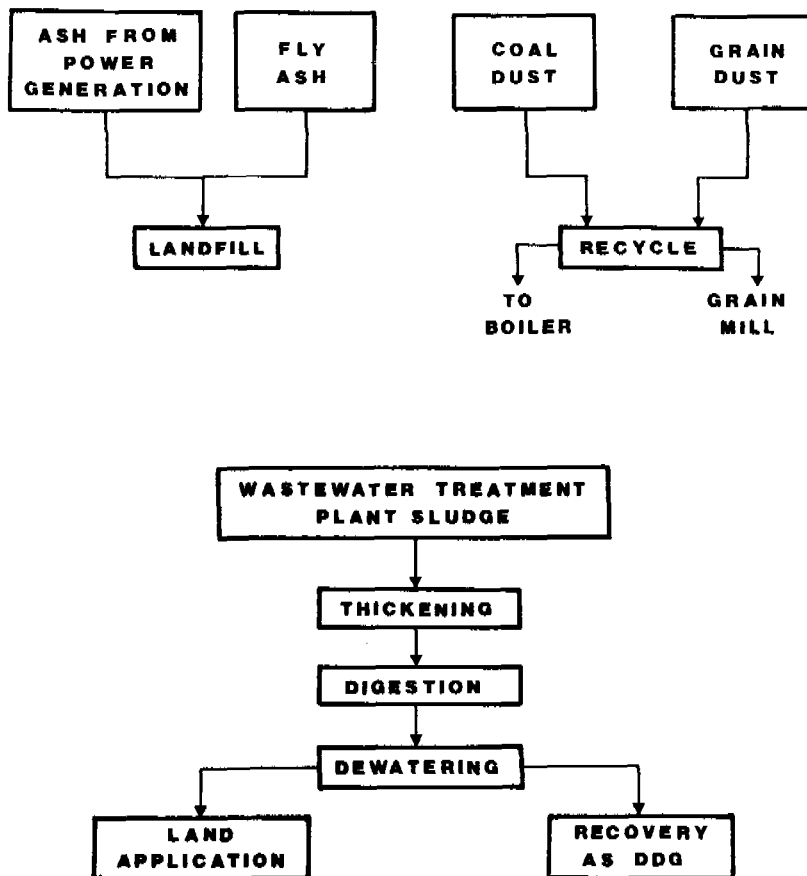 ASH FROM
POWER
GENERATION
FLY
ASH
COAL
DUST
GRAIN
DUST
LANDFILL
RECYCLE
TO
BOILER
GRAIN
MILL
WASTEWATER TREATMENT
PLANT SLUDGE
THICKENING
DIGESTION
DEWATERING
LAND
APPLICATION
RECOVERY
AS DDG